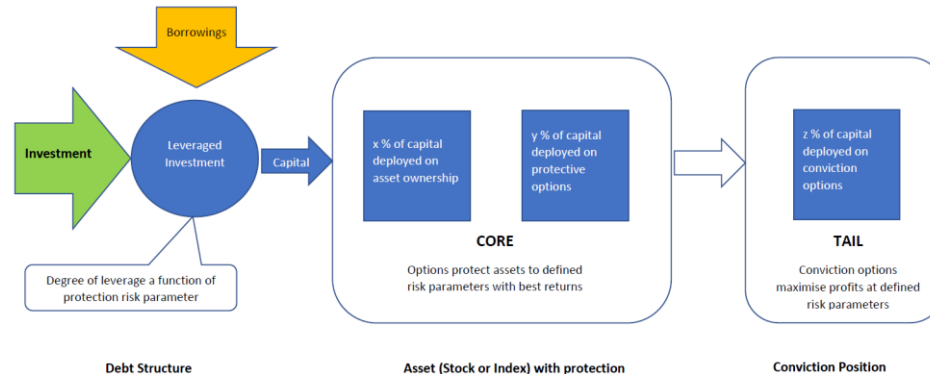 Borrowings
Investment
Leveraged
Investment
Capital
x % of capital
deployed on
asset ownership
y % of capital
deployed on
protective
options
z % of capital
deployed on
conviction
options
CORE
TAIL
Degree of leverage a function of
protection risk parameter
Options protect assets to defined
risk parameters with best returns
Conviction options
maximise profits at defined
risk parameters
Debt Structure
Asset (Stock or Index) with protection
Conviction Position